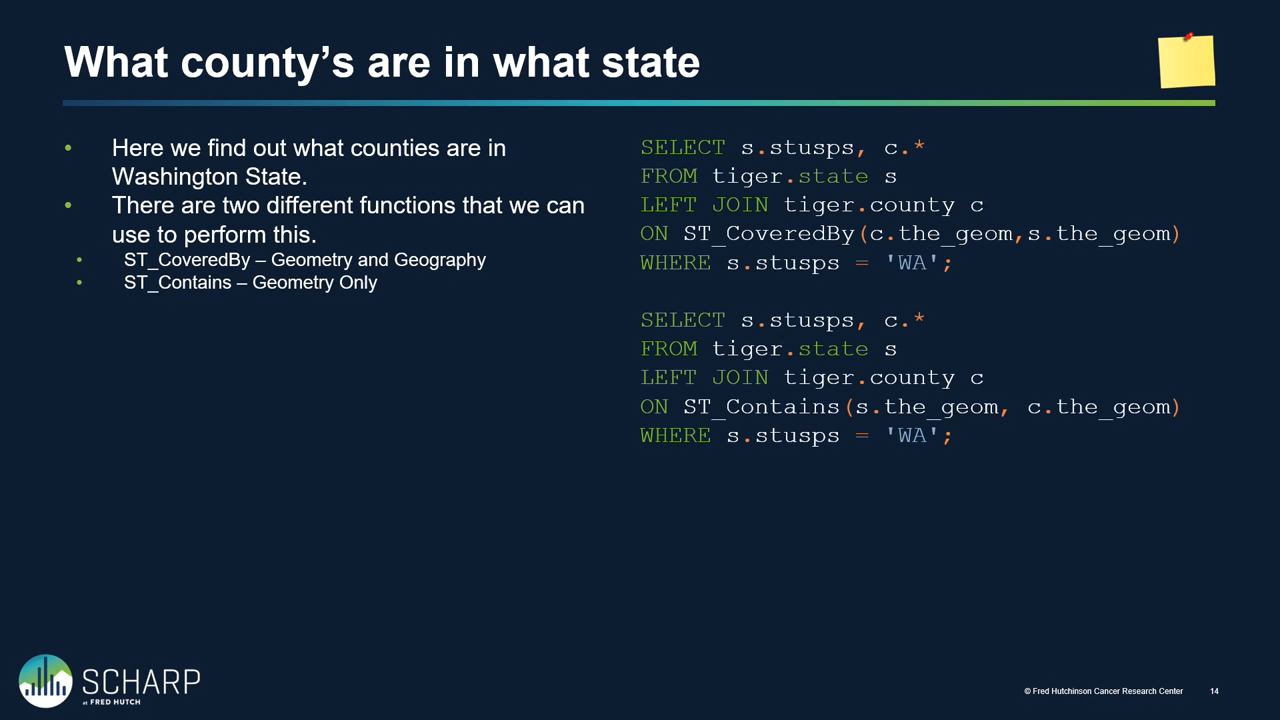 What county’s are in what state
• Here we find out what counties are in
Washington State.
• There are two different functions that we can
use to perform this.
• ST_CoveredBy – Geometry and Geography
• ST_Contains – Geometry Only
SELECT s.stusps, c.*
FROM tiger.state s
LEFT JOIN tiger.county c
ON ST_CoveredBy(c.the_geom,s.the_geom)
WHERE s.stusps = 'WA';
SELECT s.stusps, c.*
FROM tiger.state s
LEFT JOIN tiger.county c
ON ST_Contains(s.the_geom, c.the_geom)
WHERE s.stusps = 'WA';
SCHARP
at FRED HUTCH
© Fred Hutchinson Cancer Research Center 14